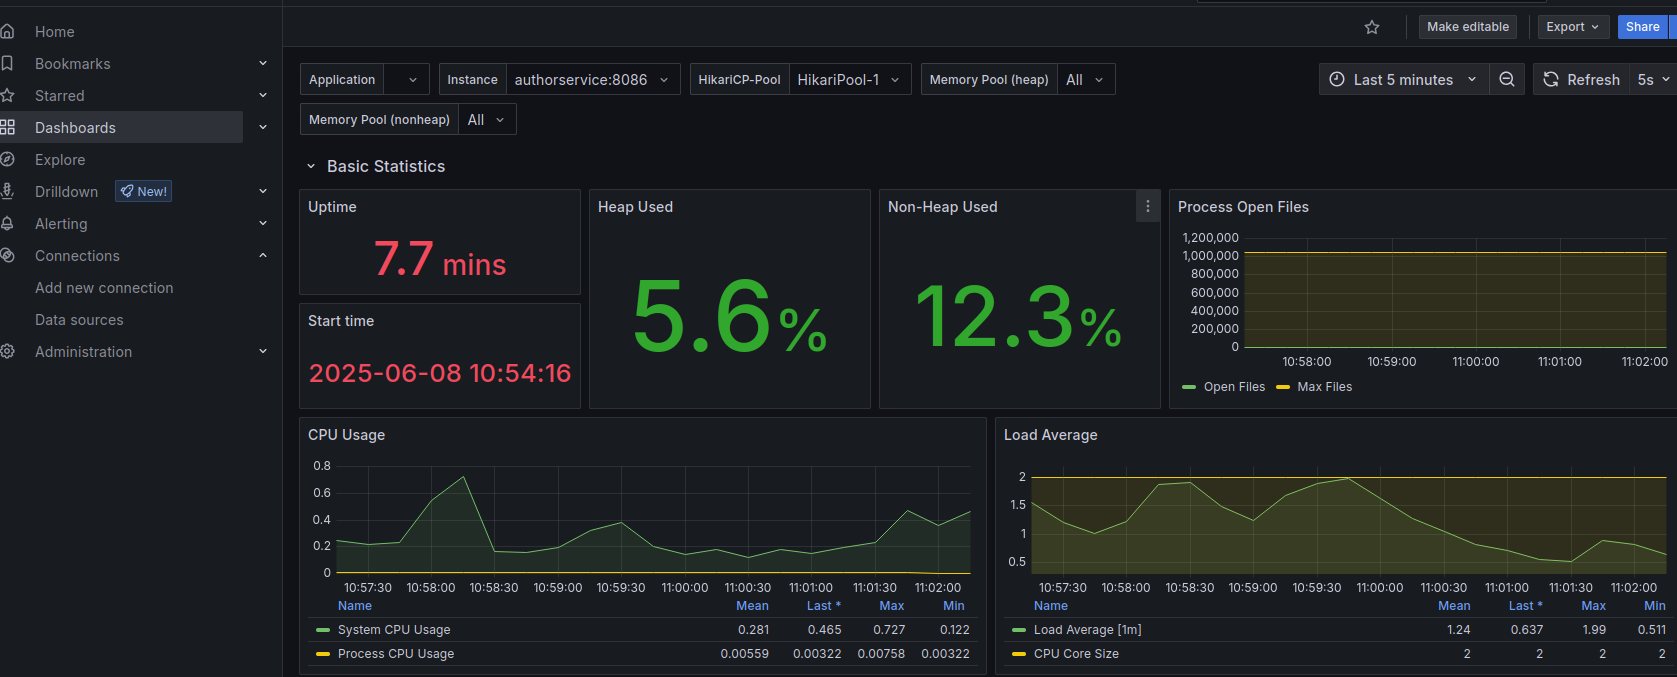 Home
Bookmarks
Starred
Dashboards
Explore
Drilldown New!
Alerting
Connections
Add new connection
Data sources
Administration
Make editable Export Share
Application Instance authorservice:8086 HikariCP-Pool HikariPool-1 Memory Pool (heap) All Last 5 minutes Refresh 5s
Memory Pool (nonheap) All
Basic Statistics
Uptime
7.7 mins
Start time
2025-06-08 10:54:16
Heap Used
5.6%
Non-Heap Used
12.3%
Process Open Files
1,200,000
1,000,000
800,000
600,000
400,000
200,000
0
10:58:00 10:59:00 11:00:00 11:01:00 11:02:00
Open Files Max Files
CPU Usage
0.8
0.6
0.4
0.2
0
10:57:30 10:58:00 10:58:30 10:59:00 10:59:30 11:00:00 11:00:30 11:01:00 11:01:30 11:02:00
Name Mean Last * Max Min
System CPU Usage 0.281 0.465 0.727 0.122
Process CPU Usage 0.00559 0.00322 0.00758 0.00322
Load Average
2
1.5
1
0.5
10:57:30 10:58:00 10:58:30 10:59:00 10:59:30 11:00:00 11:00:30 11:01:00 11:01:30 11:02:00
Name Mean Last * Max Min
Load Average [1m] 1.24 0.637 1.99 0.511
CPU Core Size 2 2 2 2